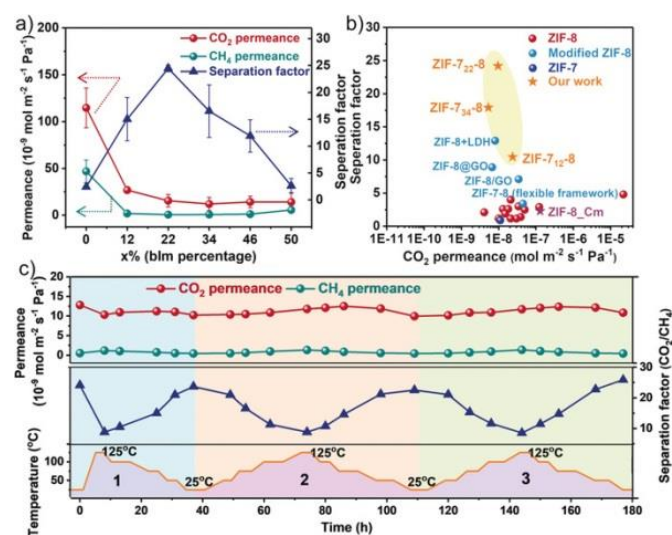 a)
CO2 permeance
CH4 permeance
Separation factor
Permeance (10-9 mol m-2 s-1 Pa-1)
200
150
100
50
0
30
25
20
15
10
5
0
Seperation factor
0 12 22 34 46 50
x% (bIm percentage)
b)
ZIF-8
Modified ZIF-8
ZIF-7
Our work
Seperation factor
30
25
20
15
10
5
0
ZIF-722-8
ZIF-734-8
ZIF-8+LDH
ZIF-712-8
ZIF-8@GO
ZIF-8/GO
ZIF-7-8 (flexible framework)
ZIF-8_Cm
1E-11 1E-10 1E-9 1E-8 1E-7 1E-6 1E-5
CO2 permeance (mol m-2 s-1 Pa-1)
c)
CO2 permeance
CH4 permeance
Permeance
(10-9 mol m-2 s-1 Pa-1)
20
15
10
5
0
30
20
10
Separation factor (CO2/CH4)
Temperature (°C)
100
50
125°C
125°C
125°C
1
25°C
2
25°C
3
0 20 40 60 80 100 120 140 160 180
Time (h)